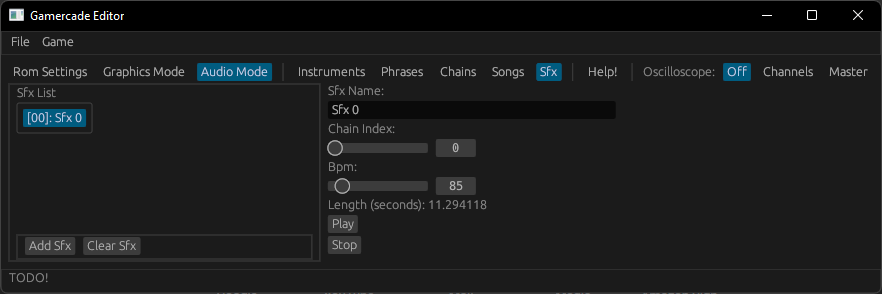 Gamercade Editor
File Game
Rom Settings Graphics Mode Audio Mode Instruments Phrases Chains Songs Sfx Help! Oscilloscope: Off Channels Master
Sfx List
[00]: Sfx 0
Add Sfx Clear Sfx
Sfx Name:
Sfx 0
Chain Index:
0
Bpm:
85
Length (seconds): 11.294118
Play
Stop
TODO!